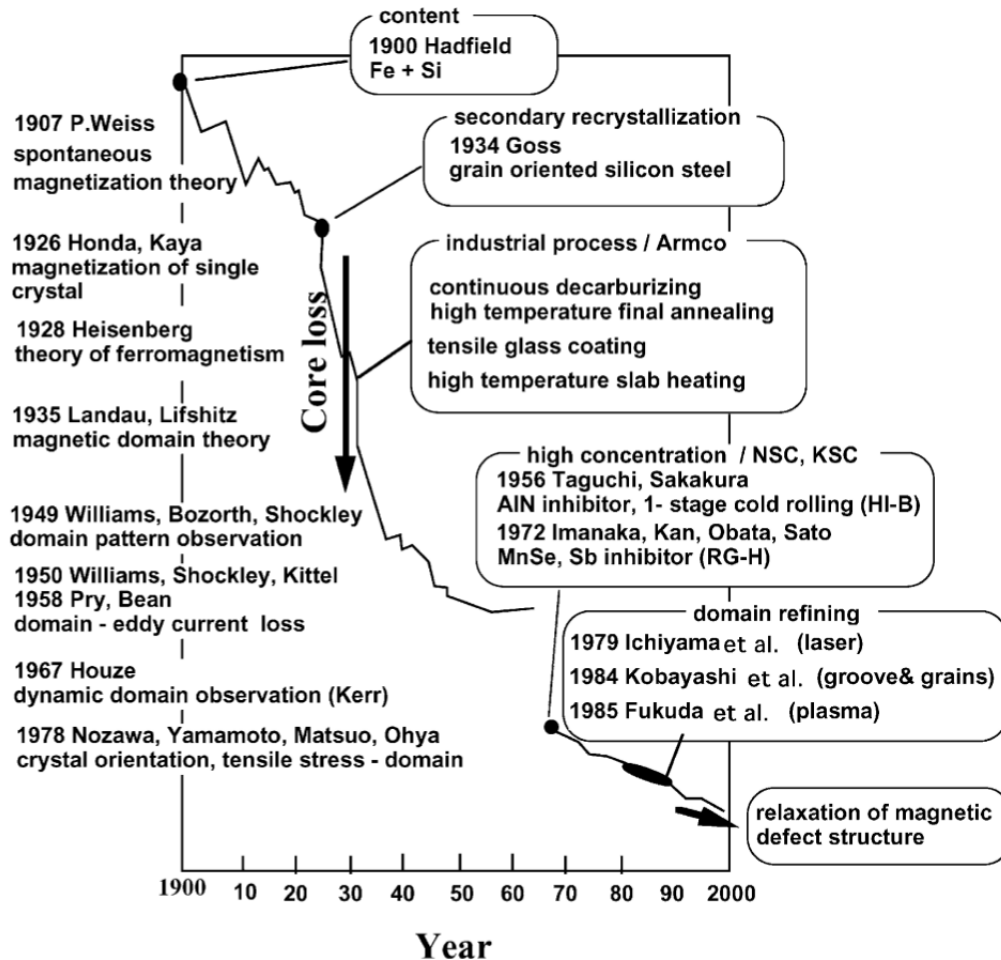 content
1900 Hadfield
Fe + Si
secondary recrystallization
1934 Goss
grain oriented silicon steel
industrial process / Armco
continuous decarburizing
high temperature final annealing
tensile glass coating
high temperature slab heating
high concentration / NSC, KSC
1956 Taguchi, Sakakura
AlN inhibitor, 1- stage cold rolling (HI-B)
1972 Imanaka, Kan, Obata, Sato
MnSe, Sb inhibitor (RG-H)
domain refining
1979 Ichiyama et al. (laser)
1984 Kobayashi et al. (groove& grains)
1985 Fukuda et al. (plasma)
relaxation of magnetic
defect structure
1907 P.Weiss
spontaneous
magnetization theory
1926 Honda, Kaya
magnetization of single
crystal
1928 Heisenberg
theory of ferromagnetism
1935 Landau, Lifshitz
magnetic domain theory
1949 Williams, Bozorth, Shockley
domain pattern observation
1950 Williams, Shockley, Kittel
1958 Pry, Bean
domain - eddy current loss
1967 Houze
dynamic domain observation (Kerr)
1978 Nozawa, Yamamoto, Matsuo, Ohya
crystal orientation, tensile stress - domain
Core loss
1900 10 20 30 40 50 60 70 80 90 2000
Year